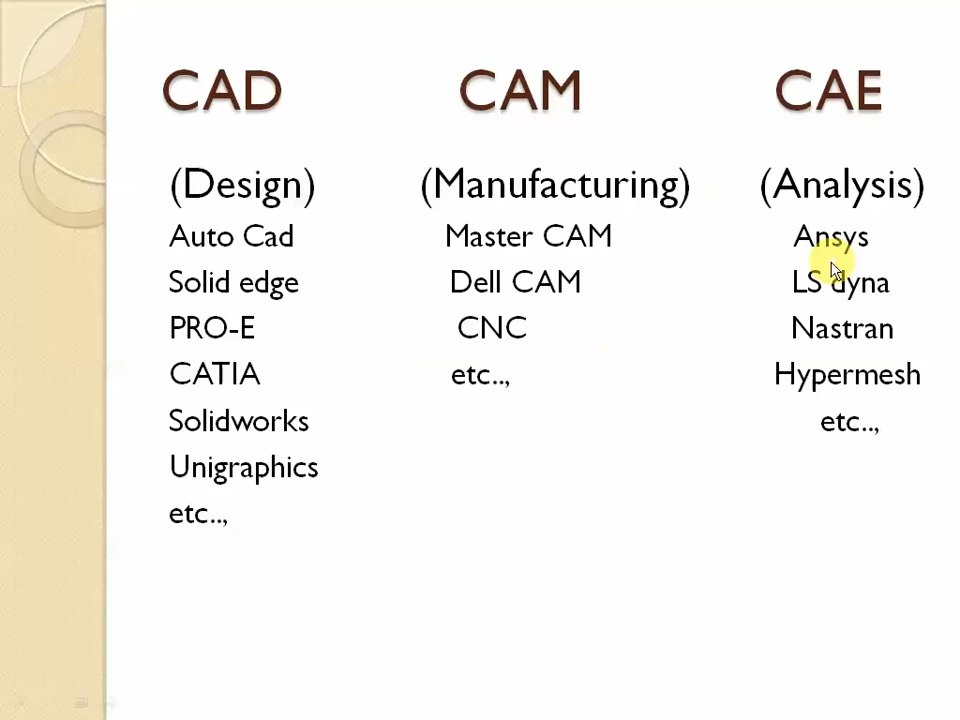 CAD CAM CAE
(Design) (Manufacturing) (Analysis)
Auto Cad Master CAM Ansys
Solid edge Dell CAM LS dyna
PRO-E CNC Nastran
CATIA etc.., Hypermesh
Solidworks etc..,
Unigraphics
etc..,